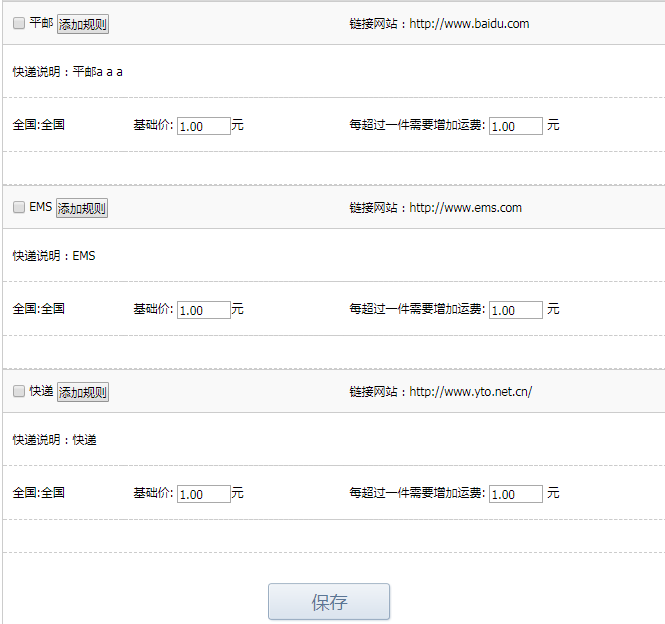 平邮 添加规则 链接网站：http://www.baidu.com
快递说明：平邮a a a
全国:全国 基础价: 1.00 元 每超过一件需要增加运费: 1.00 元
EMS 添加规则 链接网站：http://www.ems.com
快递说明：EMS
全国:全国 基础价: 1.00 元 每超过一件需要增加运费: 1.00 元
快递 添加规则 链接网站：http://www.yto.net.cn/
快递说明：快递
全国:全国 基础价: 1.00 元 每超过一件需要增加运费: 1.00 元
保存